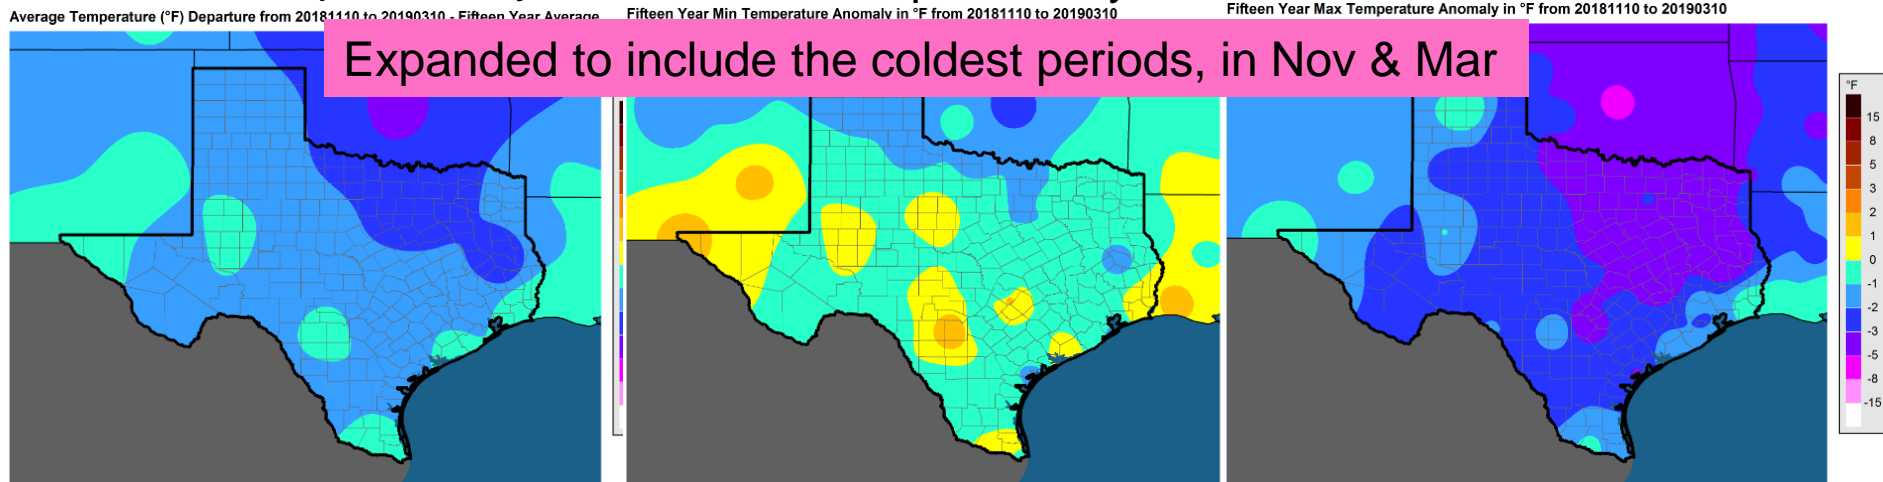 Average Temperature (°F) Departure from 20181110 to 20190310 - Fifteen Year Average
Fifteen Year Min Temperature Anomaly in °F from 20181110 to 20190310
Fifteen Year Max Temperature Anomaly in °F from 20181110 to 20190310
Expanded to include the coldest periods, in Nov & Mar
°F
15
8
5
3
2
1
0
-1
-2
-3
-5
-8
-15